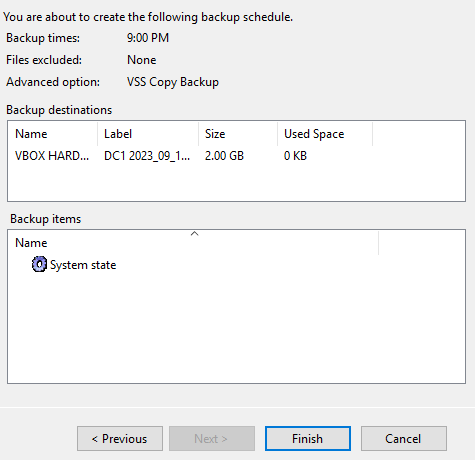 You are about to create the following backup schedule.
Backup times: 9:00 PM
Files excluded: None
Advanced option: VSS Copy Backup
Backup destinations
Name Label Size Used Space
VBOX HARD... DC1 2023_09_1... 2.00 GB 0 KB
Backup items
Name
System state
< Previous Next > Finish Cancel